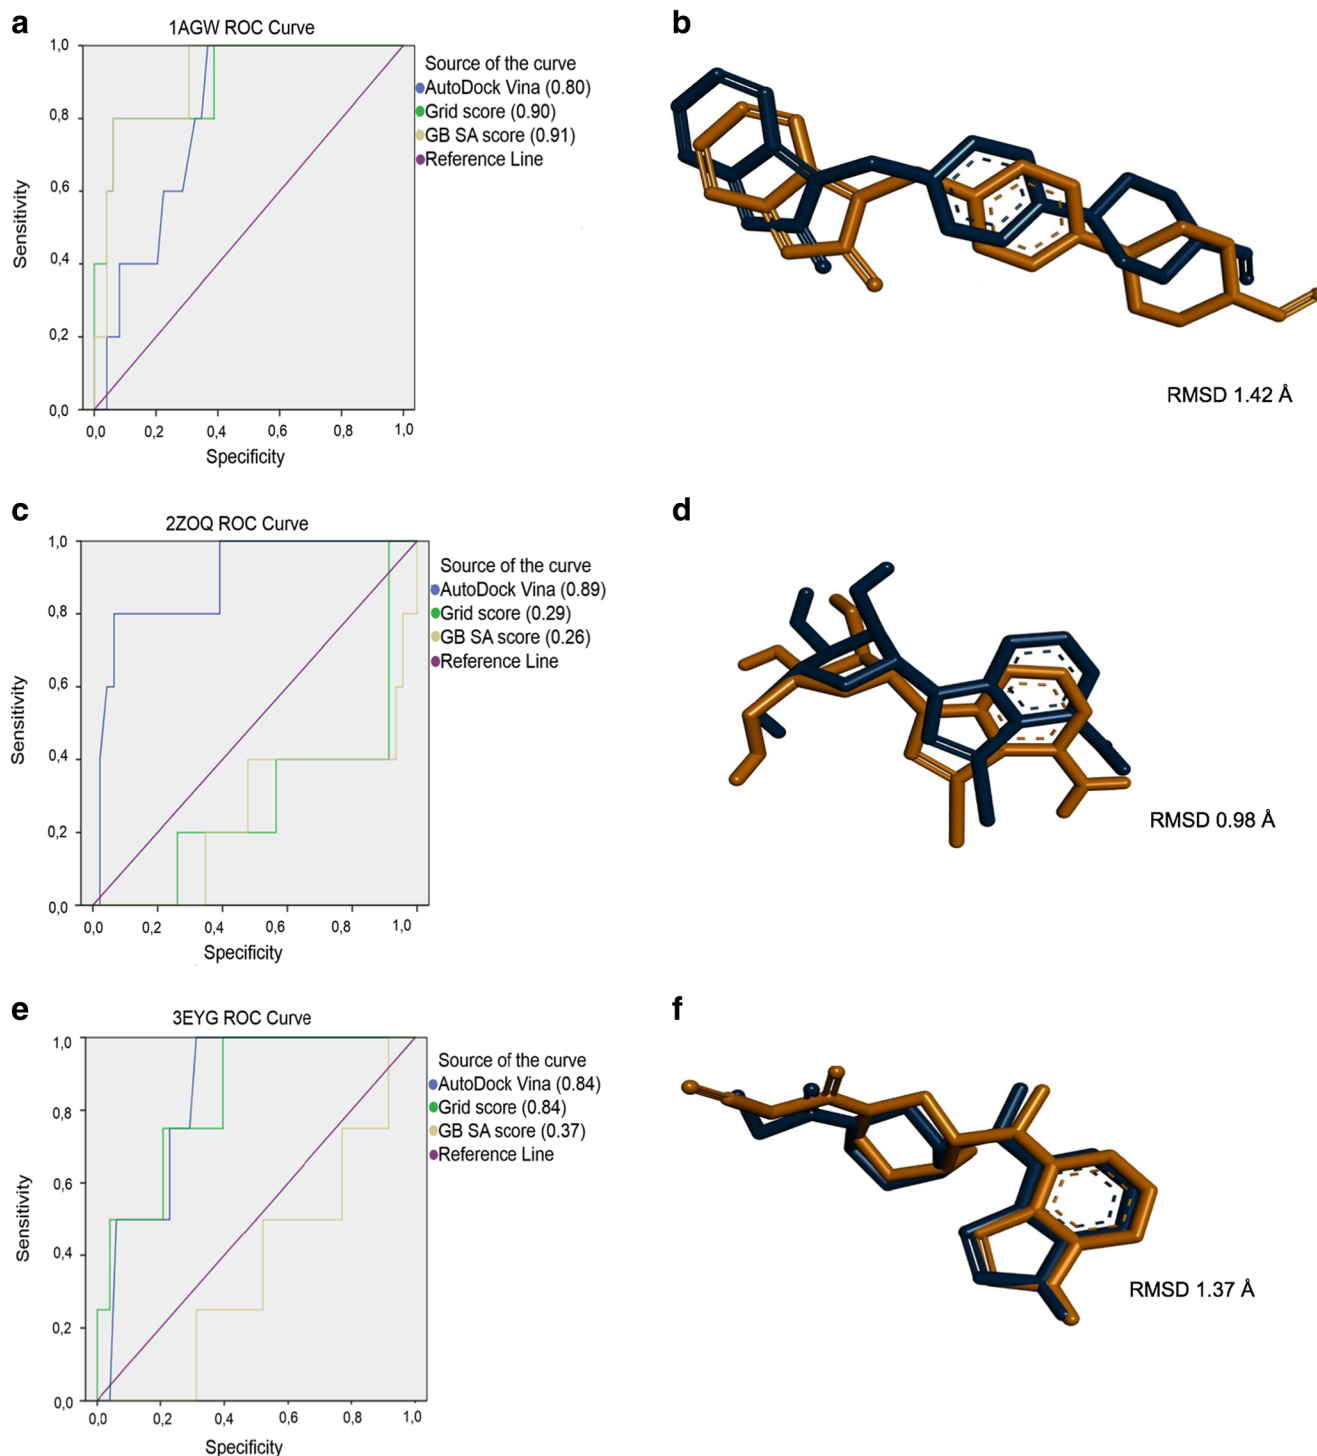 a
1AGW ROC Curve
1,0
0,8
0,6
0,4
0,2
0,0
Sensitivity
0,0 0,2 0,4 0,6 0,8 1,0
Specificity
Source of the curve
AutoDock Vina (0.80)
Grid score (0.90)
GB SA score (0.91)
Reference Line
b
RMSD 1.42 Å
c
2ZOQ ROC Curve
1,0
0,8
0,6
0,4
0,2
0,0
Sensitivity
0,0 0,2 0,4 0,6 0,8 1,0
Specificity
Source of the curve
AutoDock Vina (0.89)
Grid score (0.29)
GB SA score (0.26)
Reference Line
d
RMSD 0.98 Å
e
3EYG ROC Curve
1,0
0,8
0,6
0,4
0,2
0,0
Sensitivity
0,0 0,2 0,4 0,6 0,8 1,0
Specificity
Source of the curve
AutoDock Vina (0.84)
Grid score (0.84)
GB SA score (0.37)
Reference Line
f
RMSD 1.37 Å